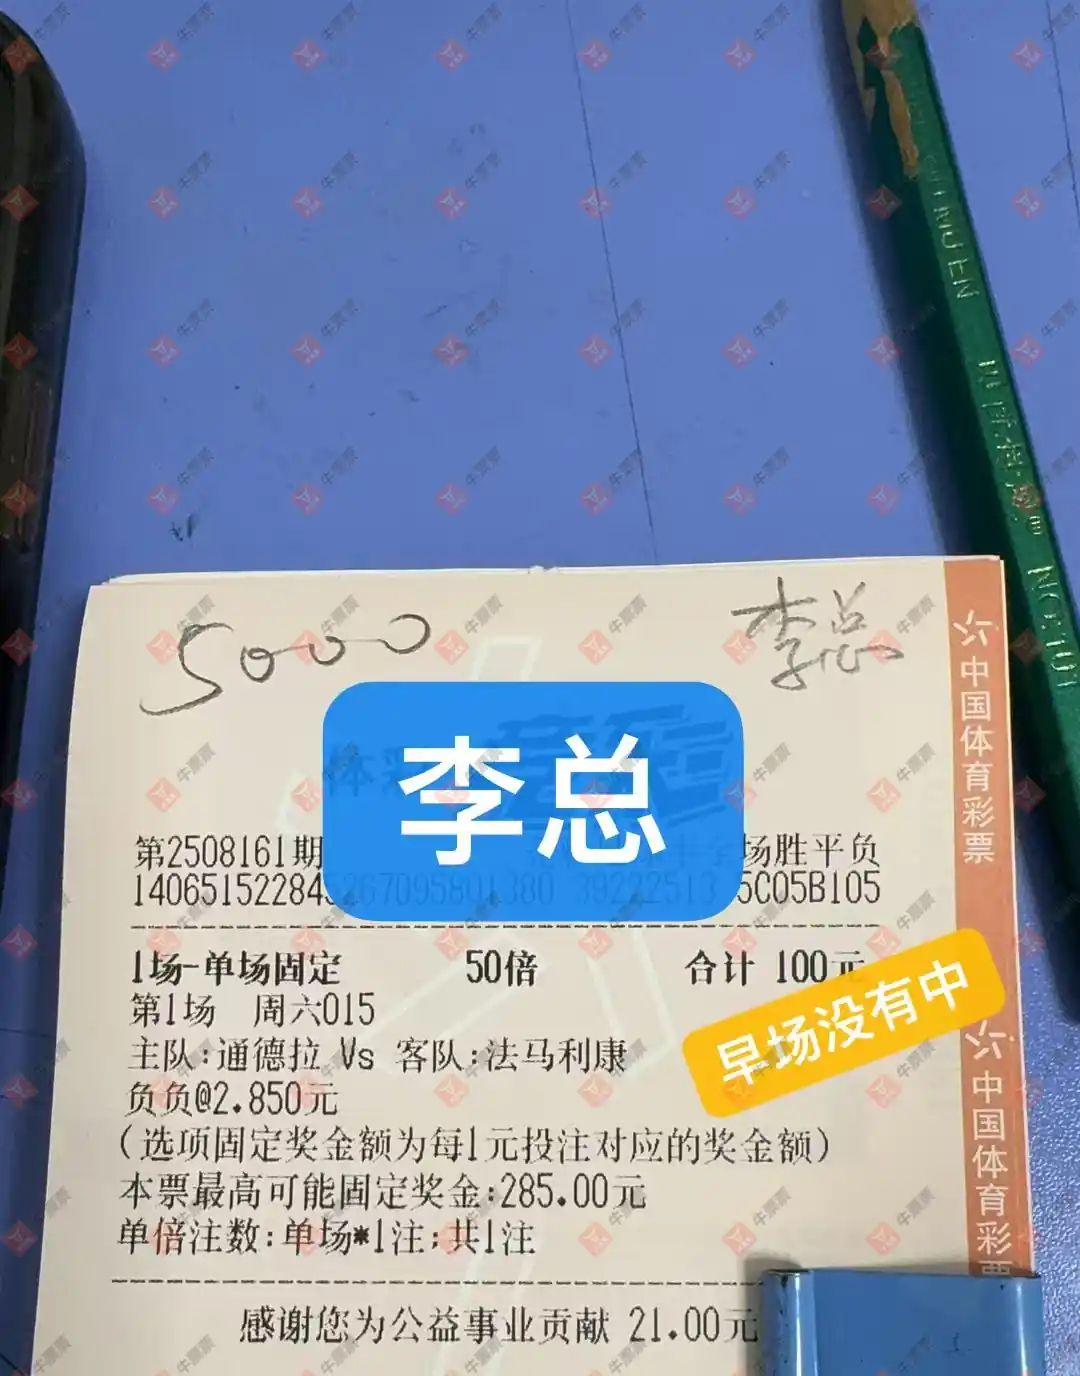 5000 李总
李总
第2508161期 场胜平负
14065152284 5267095801380 5C05B105
1场-单场固定 50倍 合计 100元
第1场 周六015
主队:通德拉 Vs 客队:法马利康
负负@2.850元
(选项固定奖金额为每1元投注对应的奖金额)
本票最高可能固定奖金:285.00元
单倍注数:单场*1注;共1注
感谢您为公益事业贡献 21.00元
早场没有中
中国体育彩票
中国体育彩票
牛票票